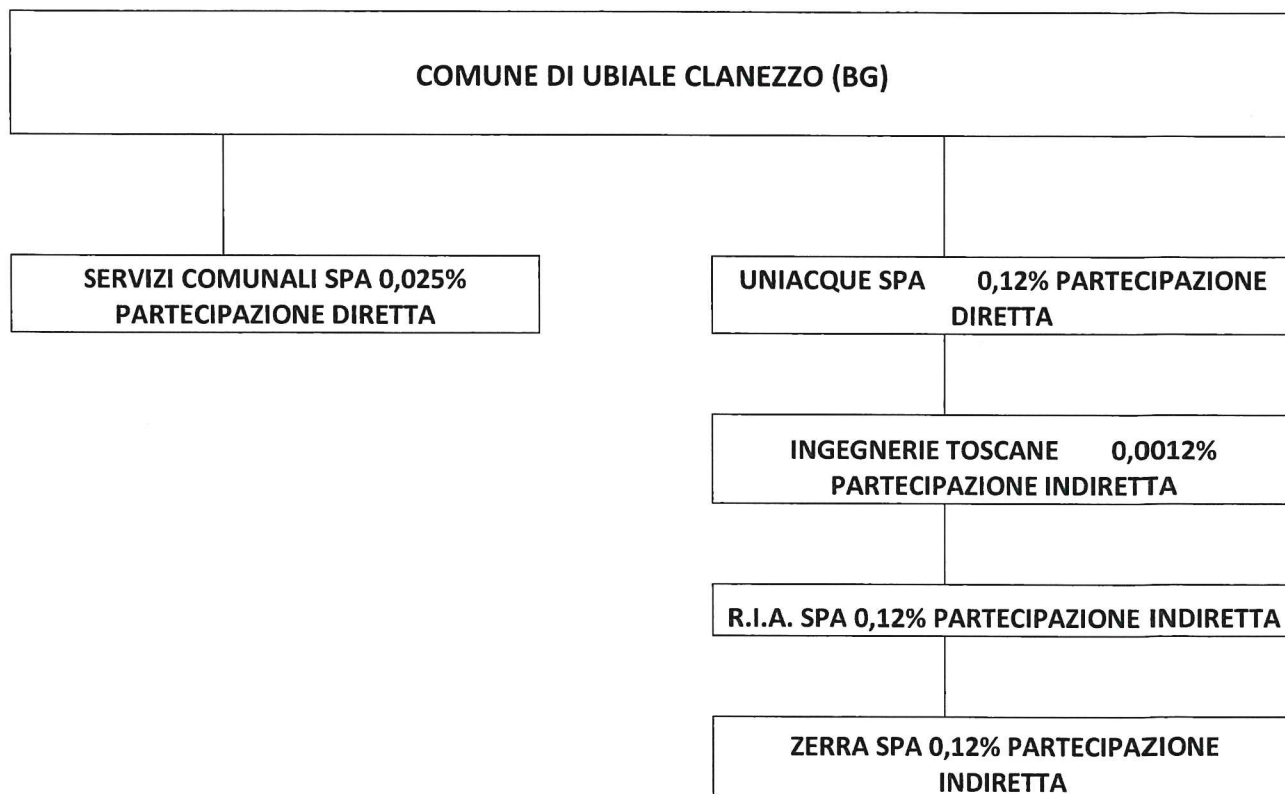 COMUNE DI UBIALE CLANEZZO (BG)
SERVIZI COMUNALI SPA 0,025%
PARTECIPAZIONE DIRETTA
UNIACQUE SPA 0,12% PARTECIPAZIONE
DIRETTA
INGEGNERIE TOSCANE 0,0012%
PARTECIPAZIONE INDIRETTA
R.I.A. SPA 0,12% PARTECIPAZIONE INDIRETTA
ZERRA SPA 0,12% PARTECIPAZIONE
INDIRETTA